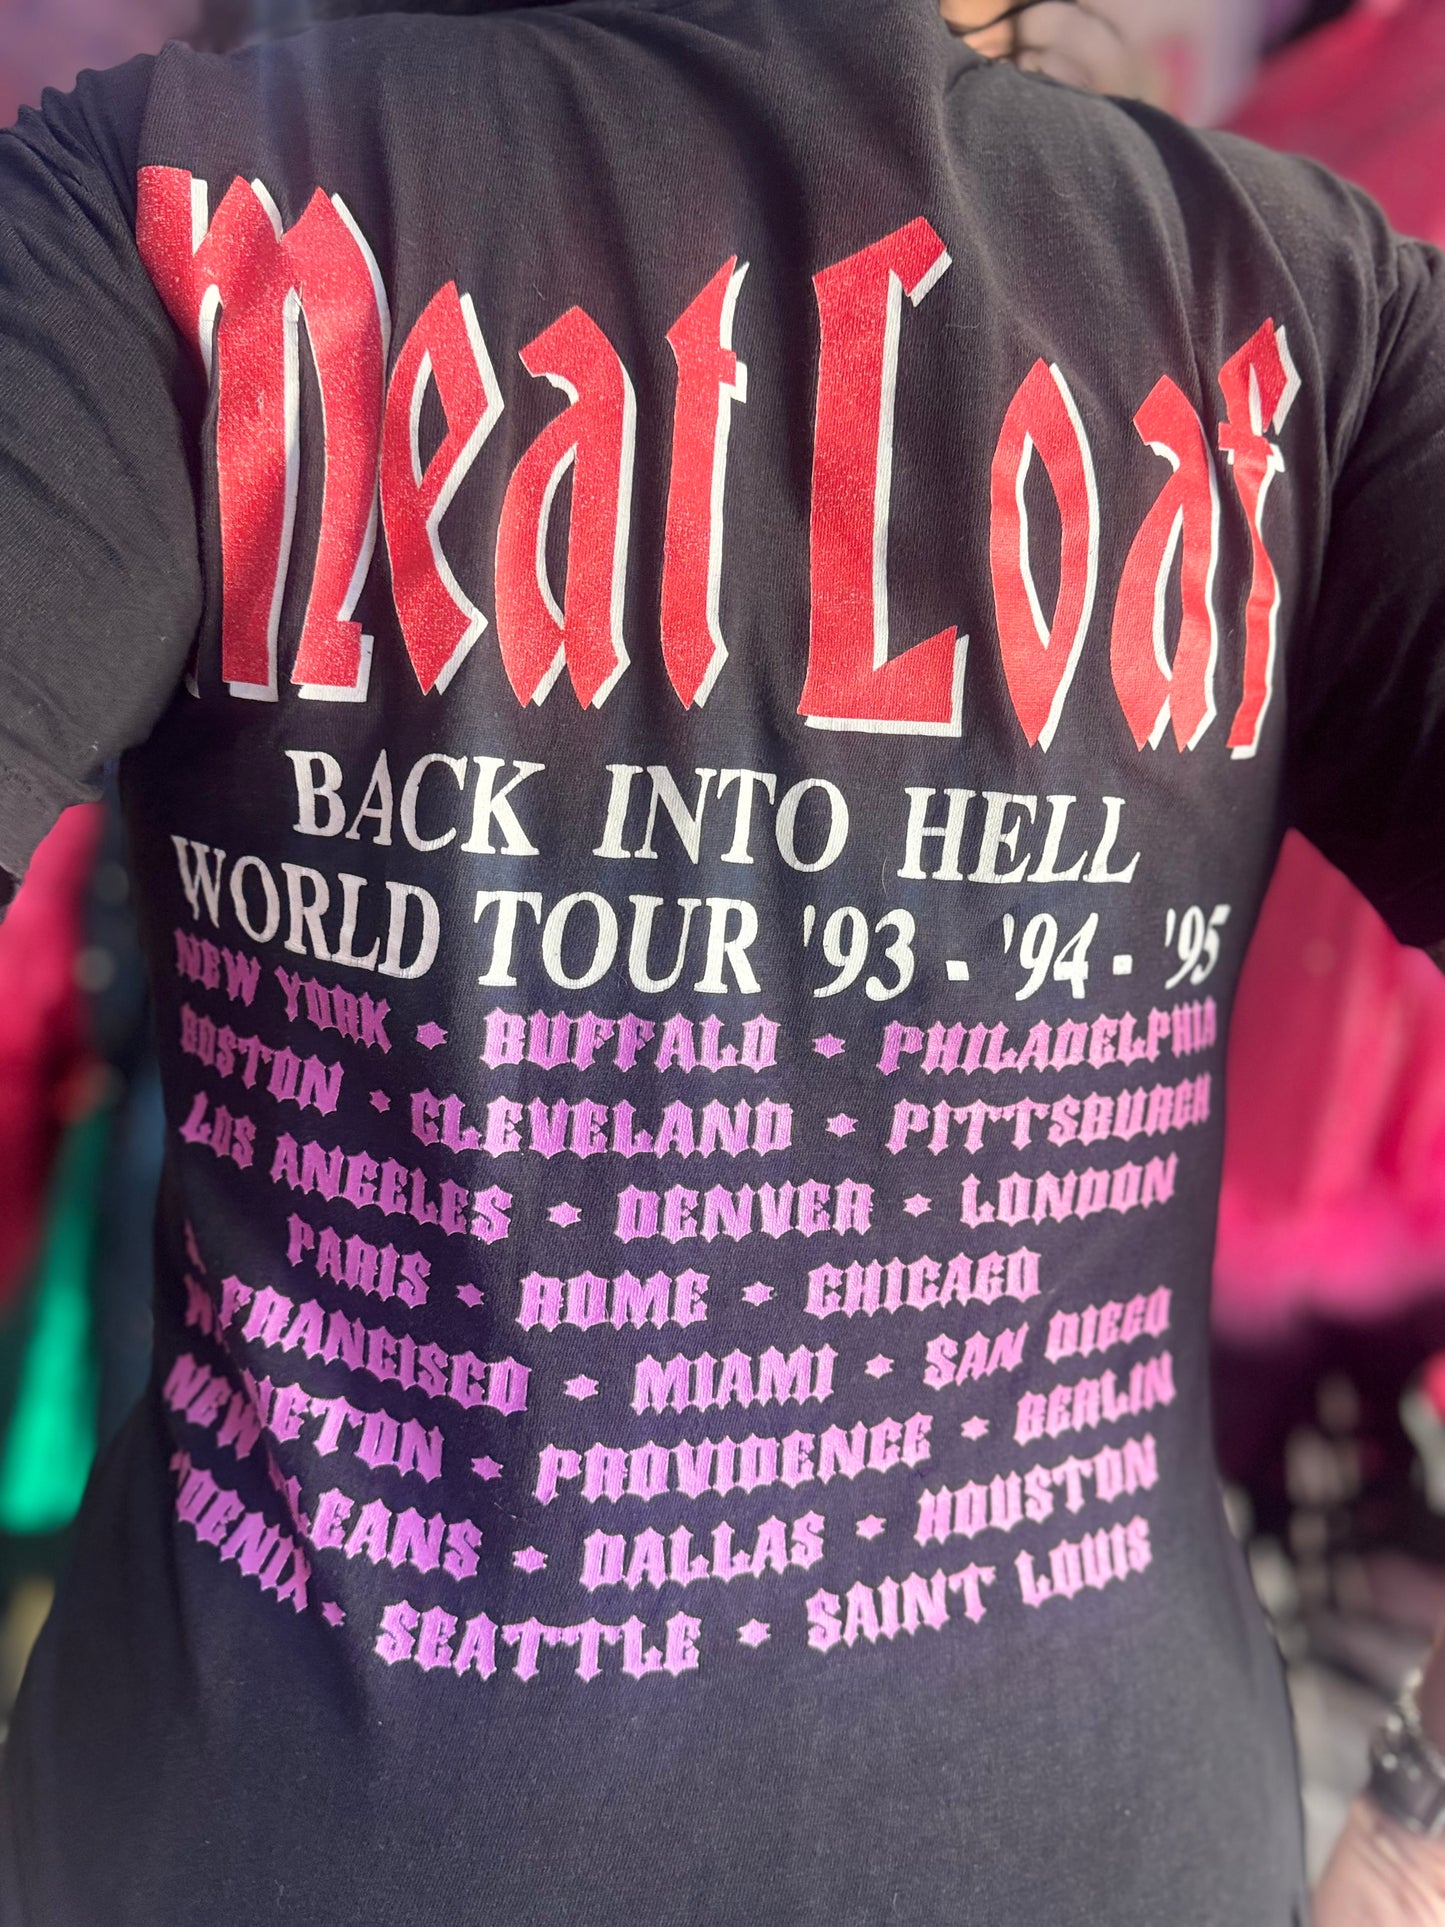 Meat Loaf
BACK INTO HELL
WORLD TOUR '93 - '94 - '95
NEW YORK * BUFFALO * PHILADELPHIA
BOSTON * CLEVELAND * PITTSBURGH
LOS ANGELES * DENVER * LONDON
PARIS * ROME * CHICAGO
FRANCISCO * MIAMI * SAN DIEGO
PROVIDENCE * BERLIN
NEW * DALLAS * HOUSTON
SEATTLE * SAINT LOUIS